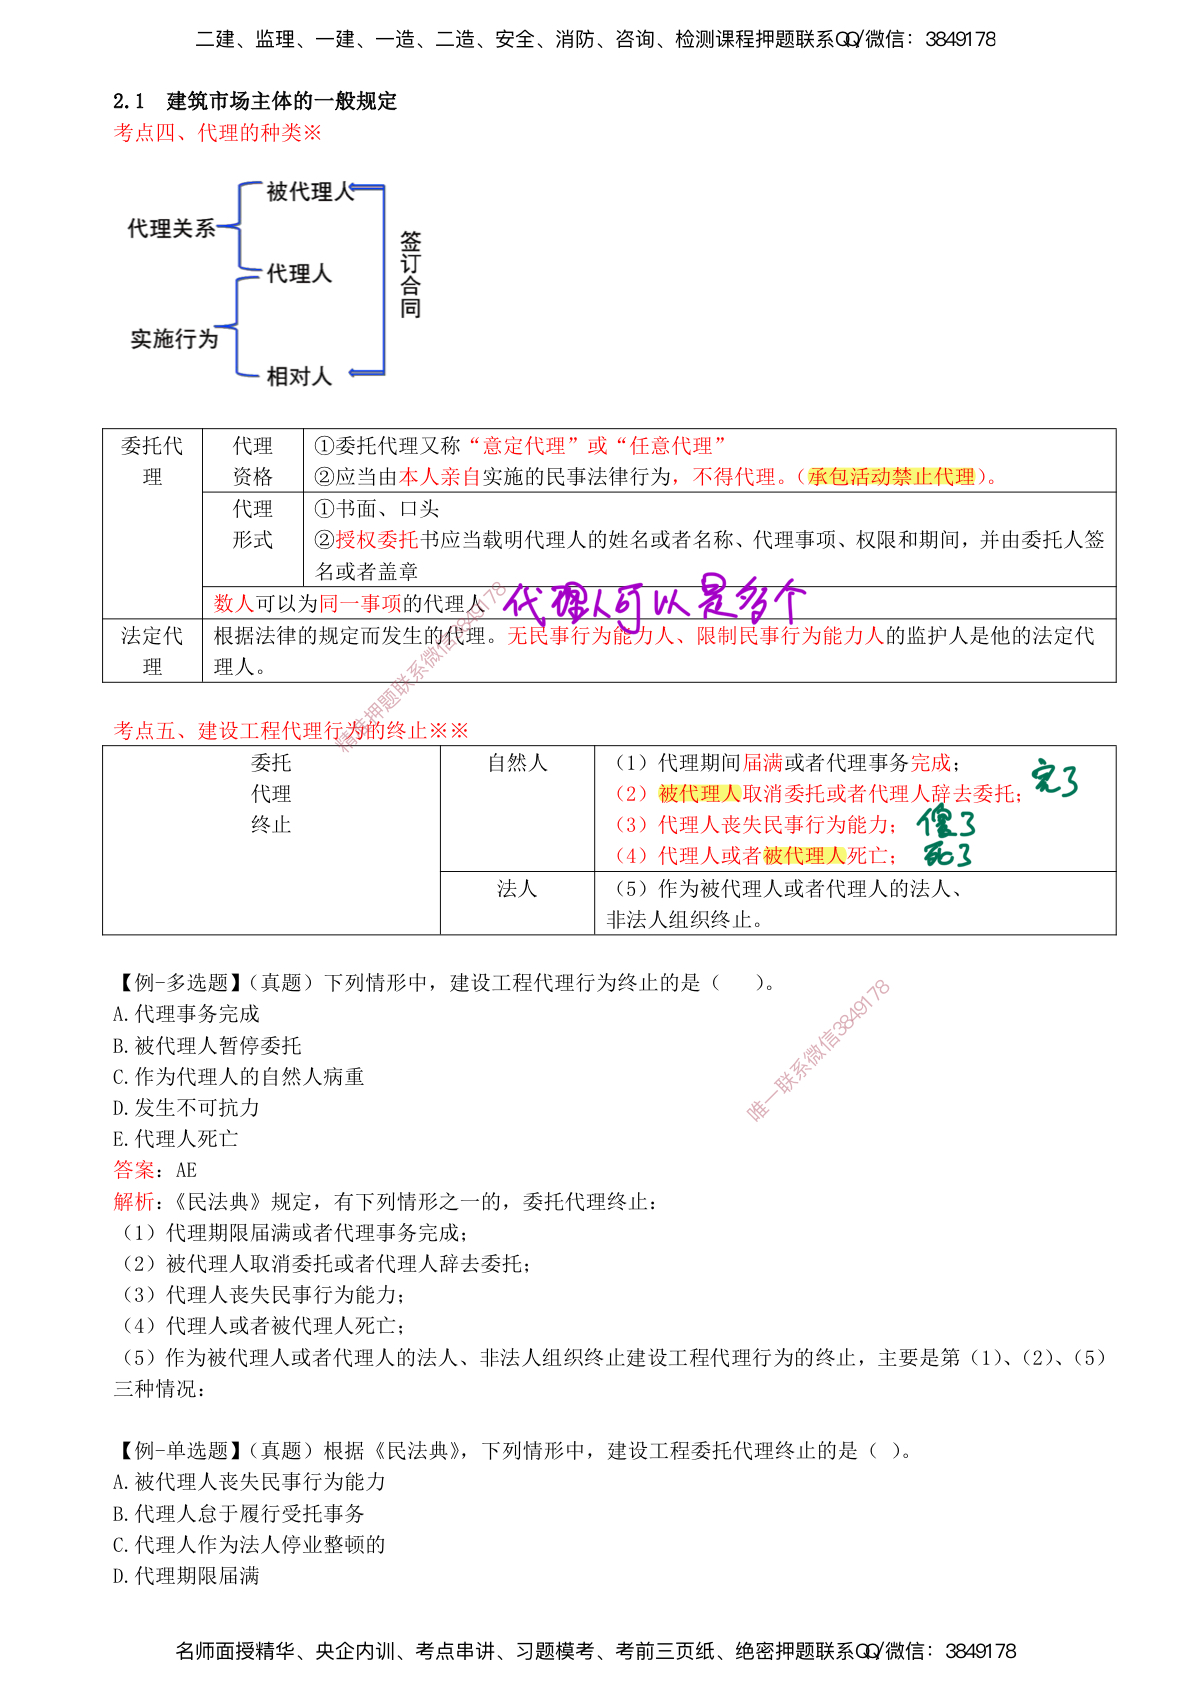 二建、监理、一建、一造、二造、安全、消防、咨询、检测课程押题联系QQ/微信：3849178
2.1 建筑市场主体的一般规定
考点四、代理的种类※
被代理人
代理关系
代理人
签订合同
实施行为
相对人
委托代理
代理资格
①委托代理又称“意定代理”或“任意代理”
②应当由本人亲自实施的民事法律行为，不得代理。（承包活动禁止代理）。
代理形式
①书面、口头
②授权委托书应当载明代理人的姓名或者名称、代理事项、权限和期间，并由委托人签
名或者盖章
数人可以为同一事项的代理人
代理人可以是多个
法定代理
根据法律的规定而发生的代理。无民事行为能力人、限制民事行为能力人的监护人是他的法定代
理人。
精准押题联系微信3849178
考点五、建设工程代理行为的终止※※
委托
代理
终止
自然人
（1）代理期间届满或者代理事务完成；
（2）被代理人取消委托或者代理人辞去委托；
完了
（3）代理人丧失民事行为能力；
傻了
（4）代理人或者被代理人死亡；
死了
法人
（5）作为被代理人或者代理人的法人、
非法人组织终止。
【例-多选题】（真题）下列情形中，建设工程代理行为终止的是（ ）。
A.代理事务完成
B.被代理人暂停委托
C.作为代理人的自然人病重
D.发生不可抗力
E.代理人死亡
唯一联系微信3849178
答案：AE
解析：《民法典》规定，有下列情形之一的，委托代理终止：
（1）代理期限届满或者代理事务完成；
（2）被代理人取消委托或者代理人辞去委托；
（3）代理人丧失民事行为能力；
（4）代理人或者被代理人死亡；
（5）作为被代理人或者代理人的法人、非法人组织终止建设工程代理行为的终止，主要是第（1）、（2）、（5）
三种情况：
【例-单选题】（真题）根据《民法典》，下列情形中，建设工程委托代理终止的是（ ）。
A.被代理人丧失民事行为能力
B.代理人怠于履行受托事务
C.代理人作为法人停业整顿的
D.代理期限届满
名师面授精华、央企内训、考点串讲、习题模考、考前三页纸、绝密押题联系QQ/微信：3849178